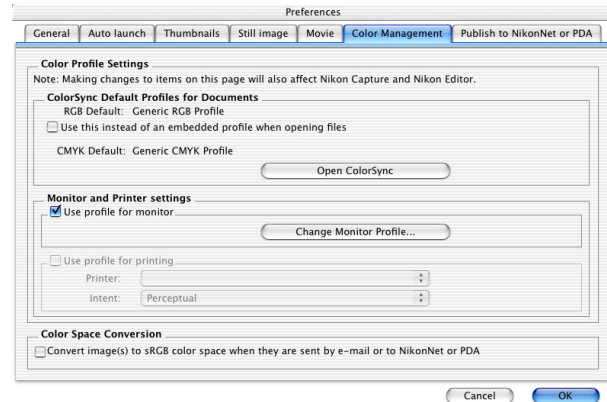 Preferences
General Auto launch Thumbnails Still image Movie Color Management Publish to NikonNet or PDA
Color Profile Settings
Note: Making changes to items on this page will also affect Nikon Capture and Nikon Editor.
ColorSync Default Profiles for Documents
RGB Default: Generic RGB Profile
Use this instead of an embedded profile when opening files
CMYK Default: Generic CMYK Profile
Open ColorSync
Monitor and Printer settings
Use profile for monitor
Change Monitor Profile...
Use profile for printing
Printer:
Intent: Perceptual
Color Space Conversion
Convert image(s) to sRGB color space when they are sent by e-mail or to NikonNet or PDA
Cancel OK